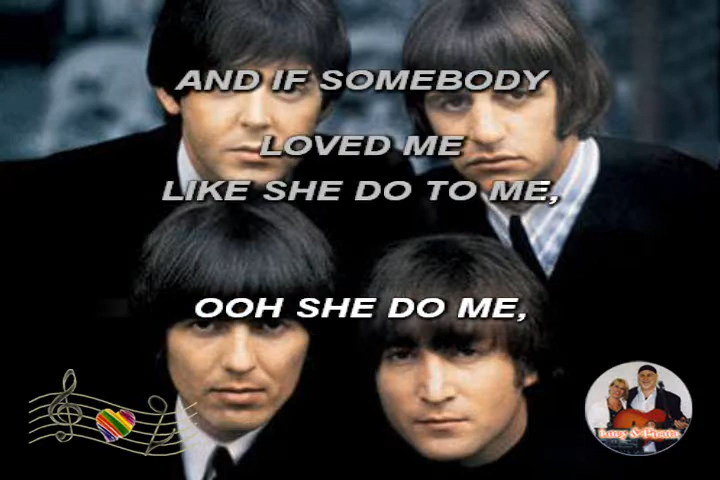 AND IF SOMEBODY
LOVED ME
LIKE SHE DO TO ME,
OOH SHE DO ME,